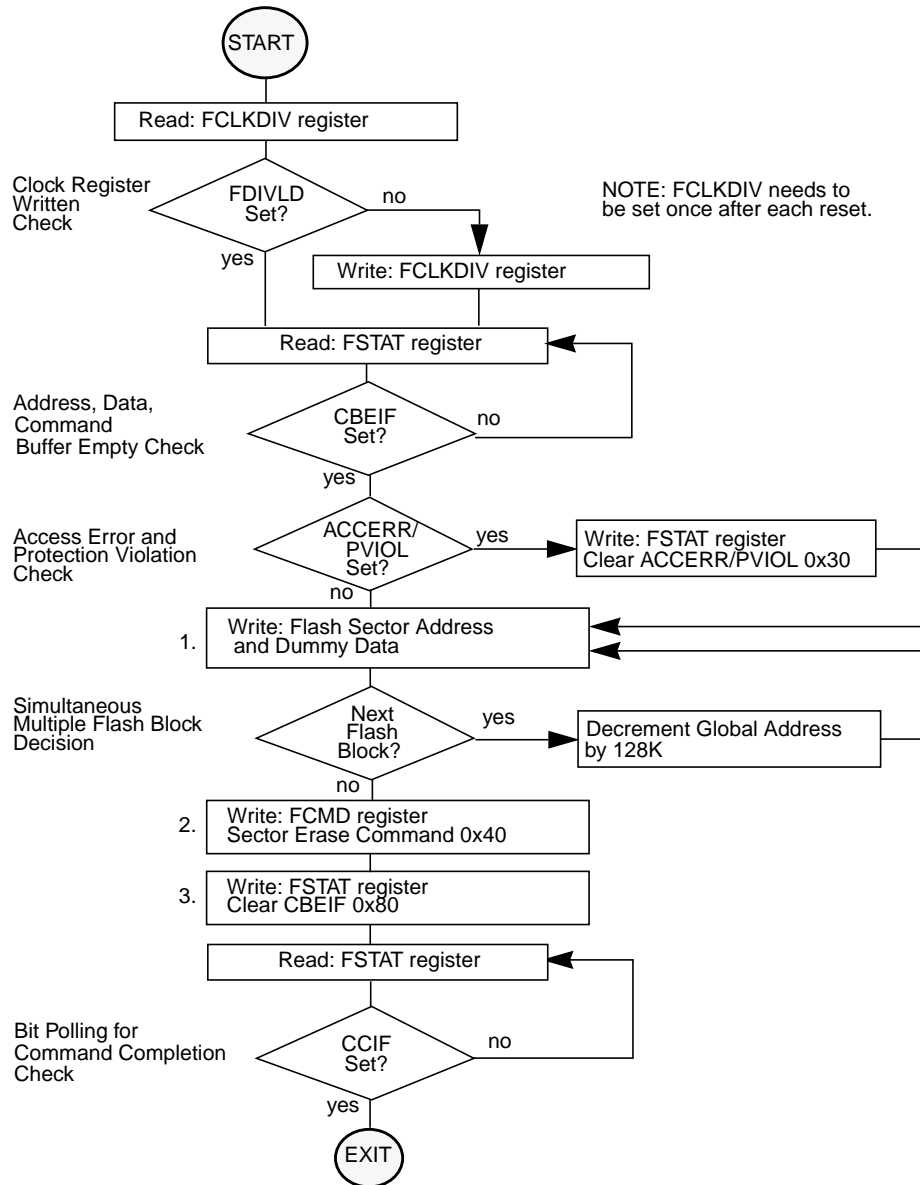 START
Read: FCLKDIV register
Clock Register
Written
Check
FDIVLD
Set?
no
yes
NOTE: FCLKDIV needs to
be set once after each reset.
Write: FCLKDIV register
Read: FSTAT register
Address, Data,
Command
Buffer Empty Check
CBEIF
Set?
no
yes
Access Error and
Protection Violation
Check
ACCERR/
PVIOL
Set?
yes
no
Write: FSTAT register
Clear ACCERR/PVIOL 0x30
1.
Write: Flash Sector Address
and Dummy Data
Simultaneous
Multiple Flash Block
Decision
Next
Flash
Block?
yes
no
Decrement Global Address
by 128K
2.
Write: FCMD register
Sector Erase Command 0x40
3.
Write: FSTAT register
Clear CBEIF 0x80
Read: FSTAT register
Bit Polling for
Command Completion
Check
CCIF
Set?
no
yes
EXIT